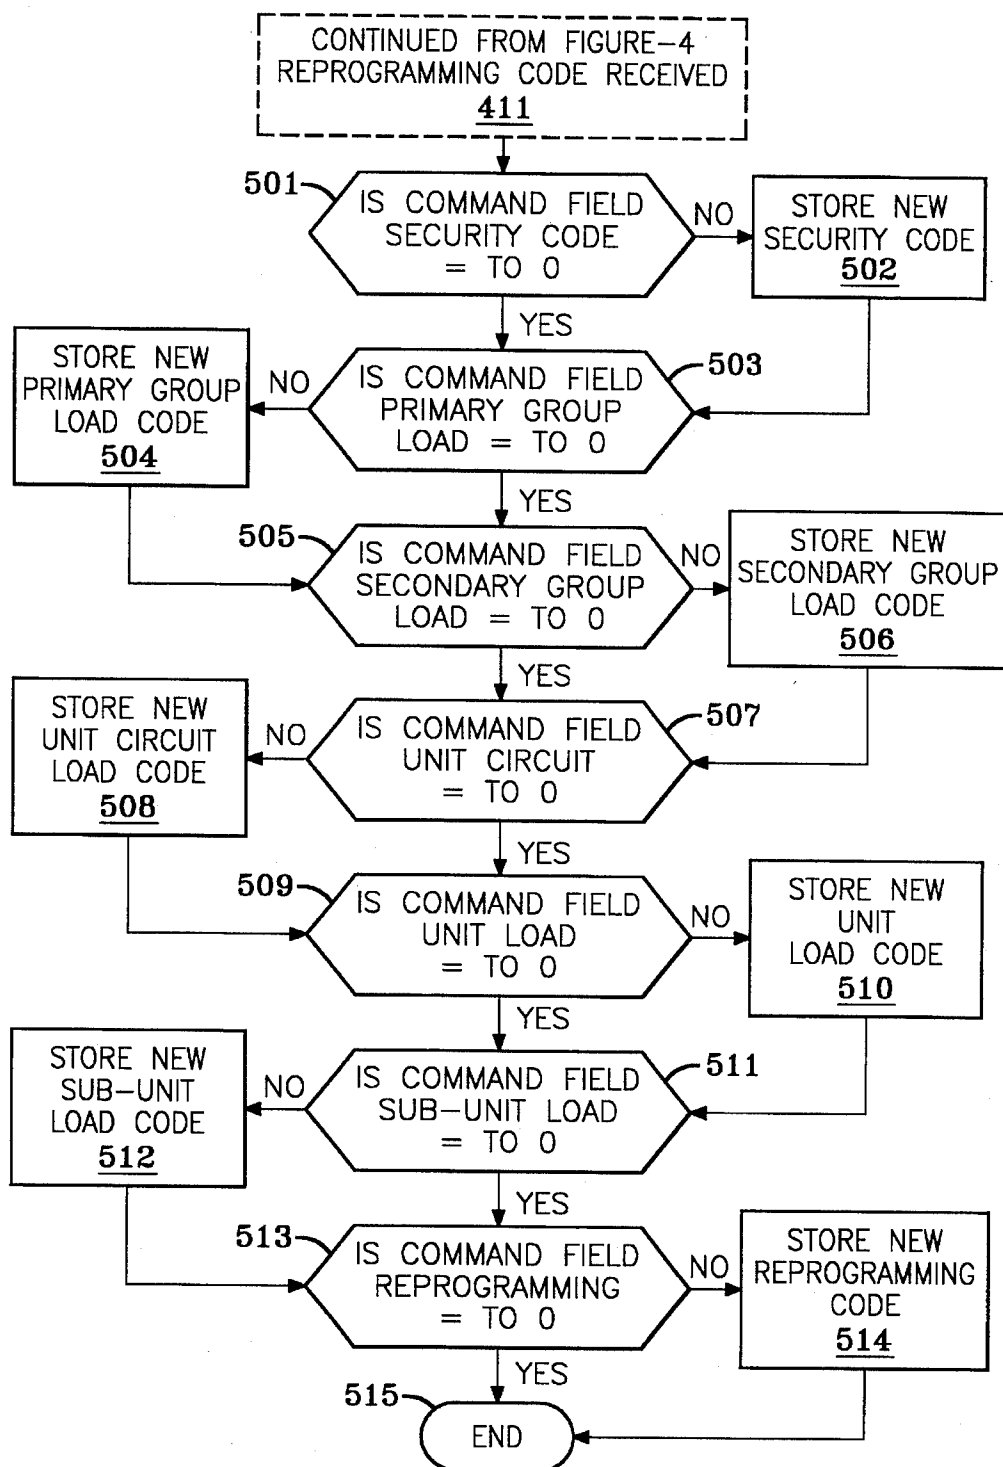 CONTINUED FROM FIGURE-4
REPROGRAMMING CODE RECEIVED
411
501
IS COMMAND FIELD
SECURITY CODE
= TO 0
NO
STORE NEW
SECURITY CODE
502
YES
STORE NEW
PRIMARY GROUP
LOAD CODE
504
NO
IS COMMAND FIELD
PRIMARY GROUP
LOAD = TO 0
503
YES
505
IS COMMAND FIELD
SECONDARY GROUP
LOAD = TO 0
NO
STORE NEW
SECONDARY GROUP
LOAD CODE
506
YES
STORE NEW
UNIT CIRCUIT
LOAD CODE
508
NO
IS COMMAND FIELD
UNIT CIRCUIT
= TO 0
507
YES
509
IS COMMAND FIELD
UNIT LOAD
= TO 0
NO
STORE NEW
UNIT
LOAD CODE
510
YES
STORE NEW
SUB-UNIT
LOAD CODE
512
NO
IS COMMAND FIELD
SUB-UNIT LOAD
= TO 0
511
YES
513
IS COMMAND FIELD
REPROGRAMMING
= TO 0
NO
STORE NEW
REPROGRAMMING
CODE
514
YES
515
END